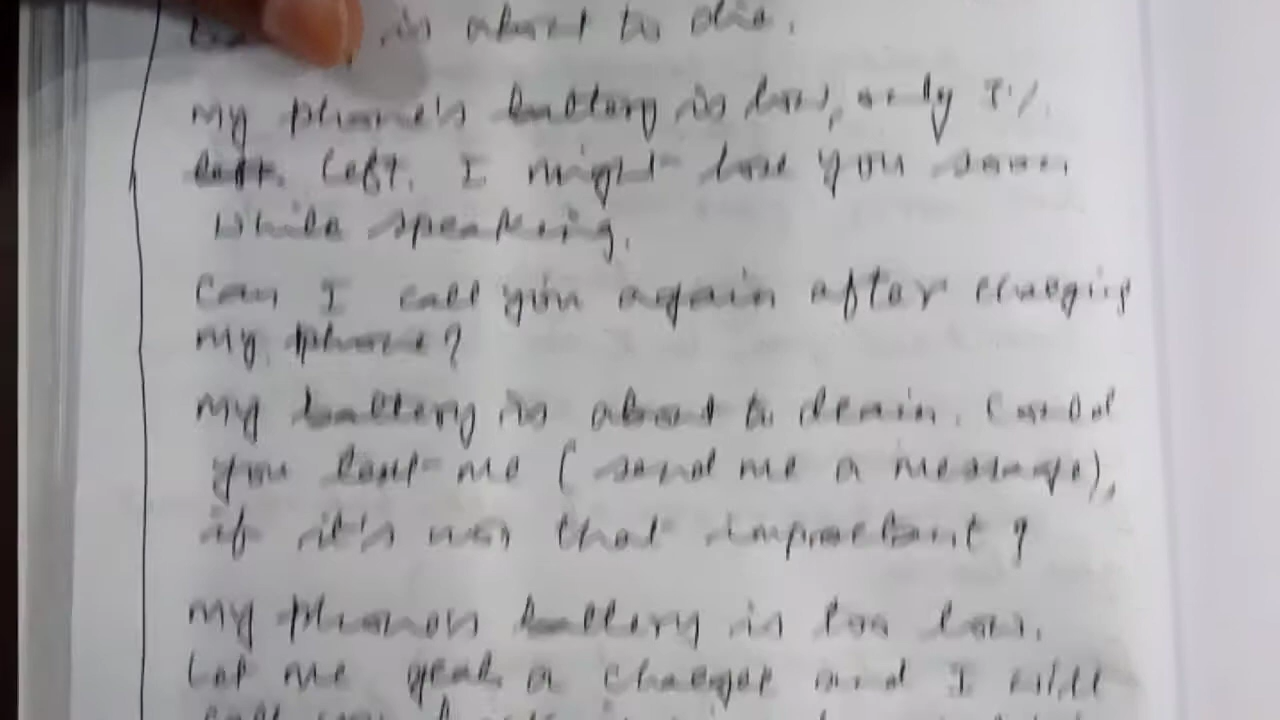 is about to die.
My phone's battery is low, only 7%
left. left. I might lose you soon
while speaking.
Can I call you again after charging
my phone?
My battery is about to drain. Could
you text me (send me a message),
if it's not that important?
My phone's battery is too low.
Let me grab a charger and I will